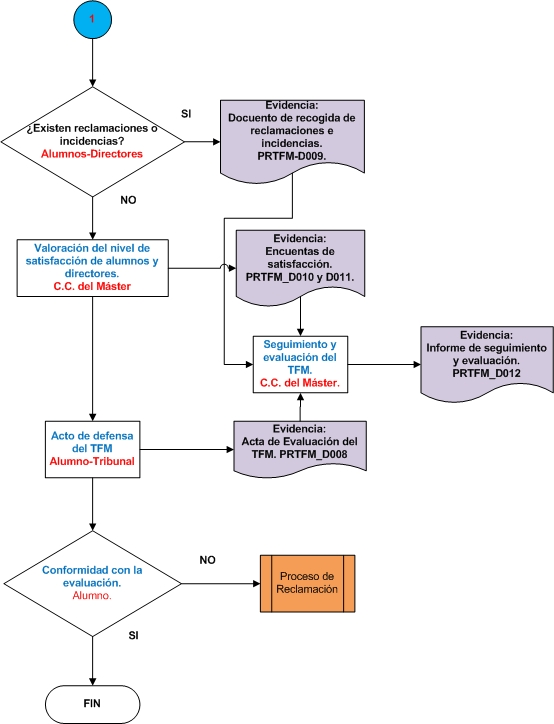 1
¿Existen reclamaciones o
incidencias?
Alumnos-Directores
SI
Evidencia:
Docuento de recogida de
reclamaciones e
incidencias.
PRTFM-D009.
NO
Valoración del nivel de
satisfacción de alumnos y
directores.
C.C. del Máster
Evidencia:
Encuentas de
satisfacción.
PRTFM_D010 y D011.
Seguimiento y
evaluación del
TFM.
C.C. del Máster.
Evidencia:
Informe de seguimiento
y evaluación.
PRTFM_D012
Acto de defensa
del TFM
Alumno-Tribunal
Evidencia:
Acta de Evaluación del
TFM. PRTFM_D008
Conformidad con la
evaluación.
Alumno.
NO
Proceso de
Reclamación
SI
FIN